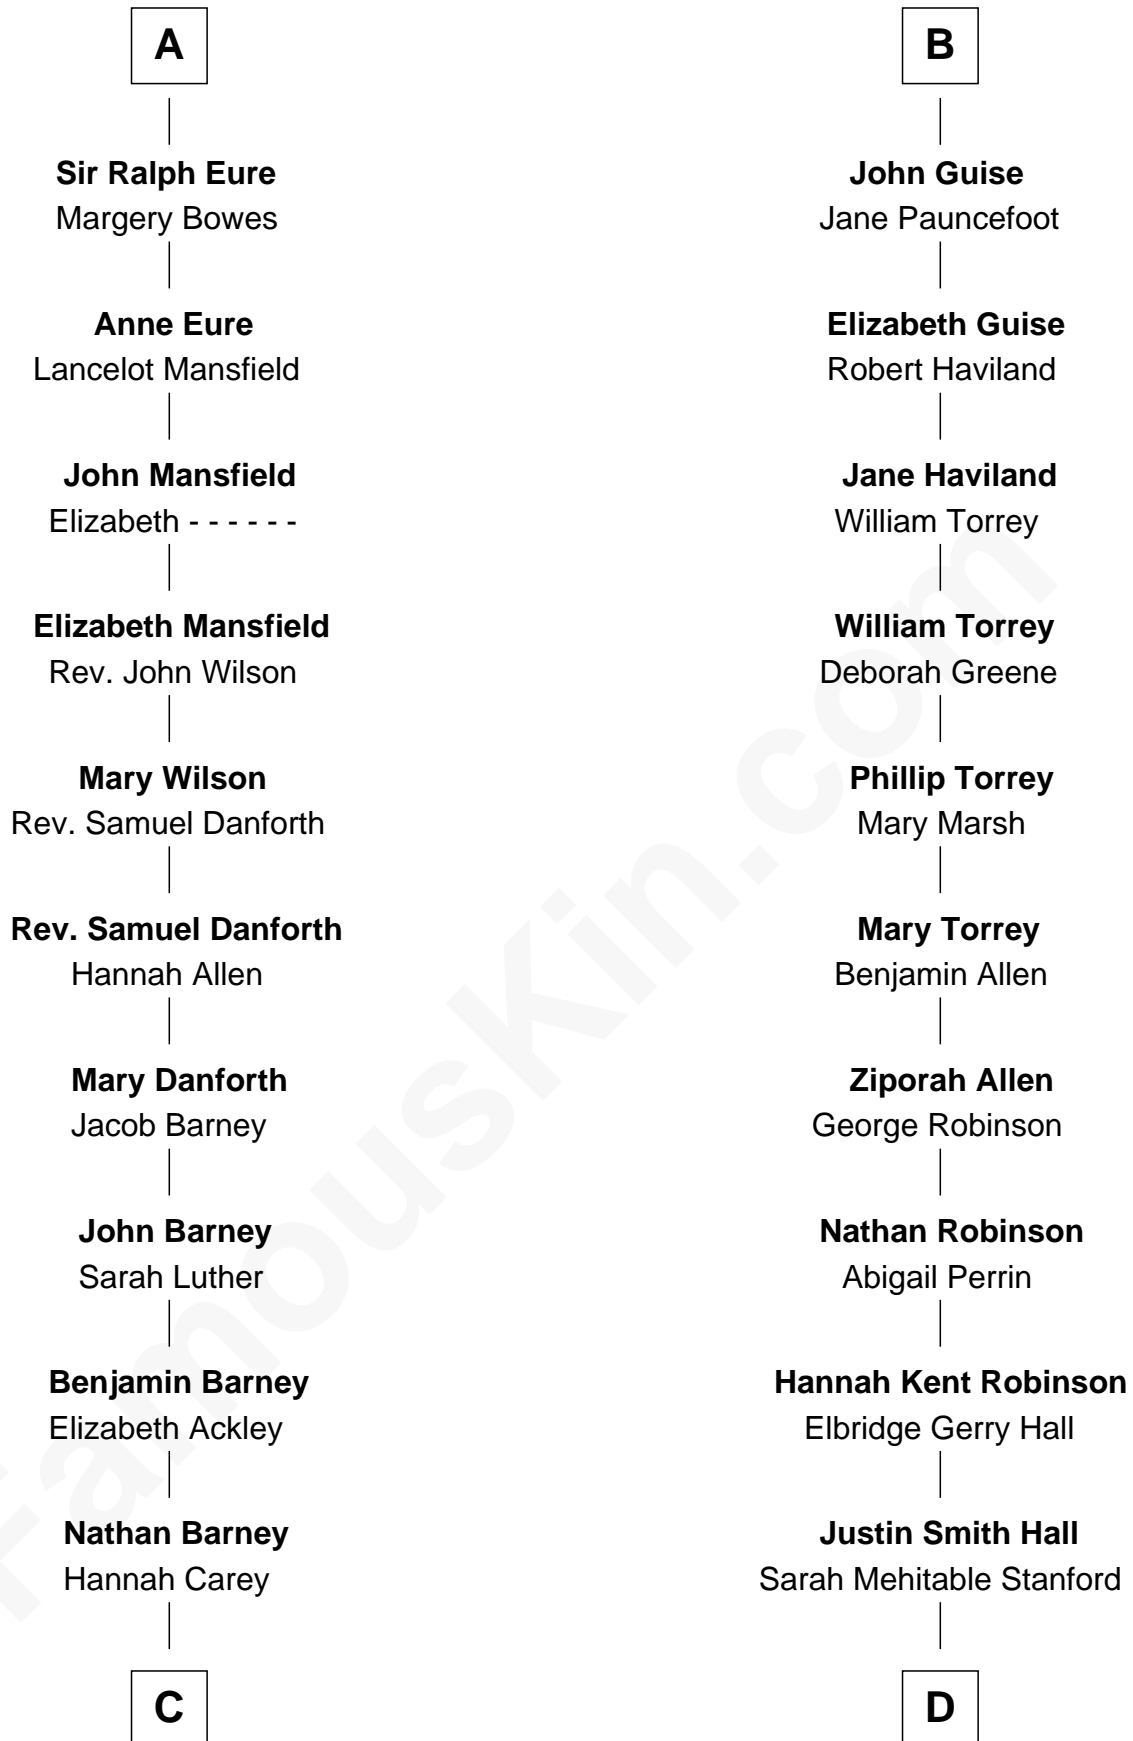 A
Sir Ralph Eure
Margery Bowes
Anne Eure
Lancelot Mansfield
John Mansfield
Elizabeth - - - - - -
Elizabeth Mansfield
Rev. John Wilson
Mary Wilson
Rev. Samuel Danforth
Rev. Samuel Danforth
Hannah Allen
Mary Danforth
Jacob Barney
John Barney
Sarah Luther
Benjamin Barney
Elizabeth Ackley
Nathan Barney
Hannah Carey
C
B
John Guise
Jane Pauncefoot
Elizabeth Guise
Robert Haviland
Jane Haviland
William Torrey
William Torrey
Deborah Greene
Phillip Torrey
Mary Marsh
Mary Torrey
Benjamin Allen
Ziporah Allen
George Robinson
Nathan Robinson
Abigail Perrin
Hannah Kent Robinson
Elbridge Gerry Hall
Justin Smith Hall
Sarah Mehitable Stanford
D
FamousKin.com